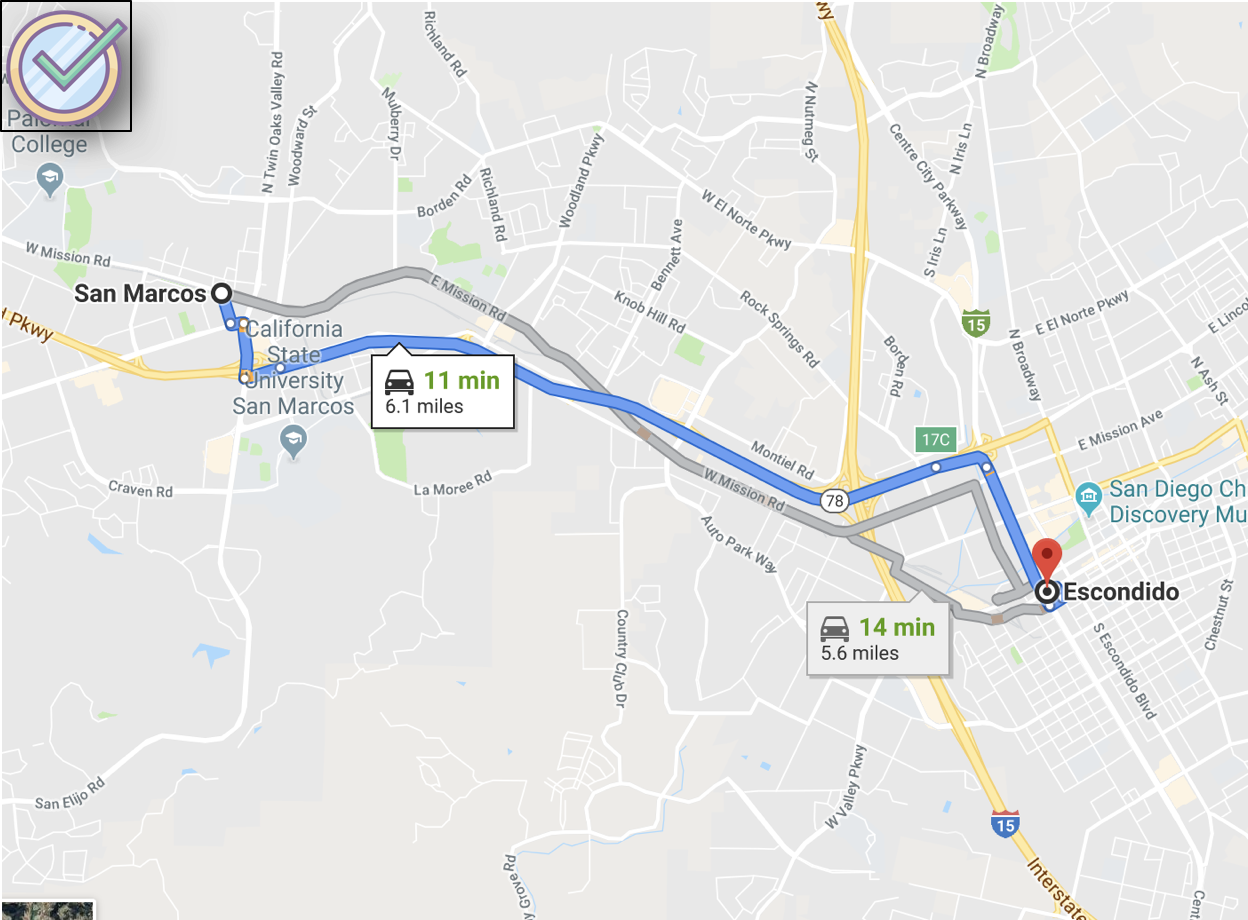 Richland Rd
wy
N Broadway
N Twin Oaks Valley Rd
Woodward St
Mulberry Dr
N Nutmeg St
Centre City Parkway
N Iris Ln
College
Borden Rd
Richland Rd
Woodland Pkwy
W El Norte Pkwy
Bennett Ave
S Iris Ln
W Mission Rd
San Marcos
E Mission Rd
Knob Hill Rd
Rock Springs Rd
15
E El Norte Pkwy
E Lincol
Pkwy
California
State
University
San Marcos
Borden Rd
N Broadway
N Ash St
11 min
6.1 miles
17C
E Mission Ave
Montiel Rd
Craven Rd
La Moree Rd
W Mission Rd
78
San Diego Ch
Discovery Mu
Auto Park Way
Escondido
14 min
5.6 miles
Chestnut St
S Escondido Blvd
Country Club Dr
San Elijo Rd
W Valley Pkwy
15
Interstate
y Grove Rd
Cent